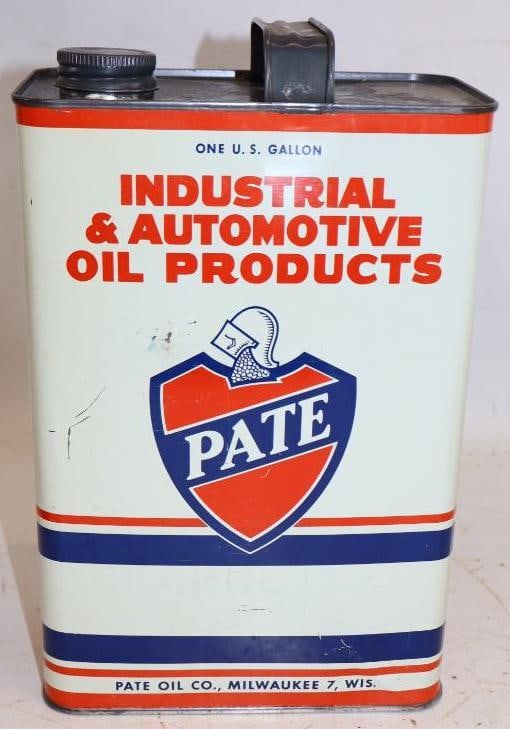 ONE U. S. GALLON
INDUSTRIAL
& AUTOMOTIVE
OIL PRODUCTS
PATE
PATE OIL CO., MILWAUKEE 7, WIS.